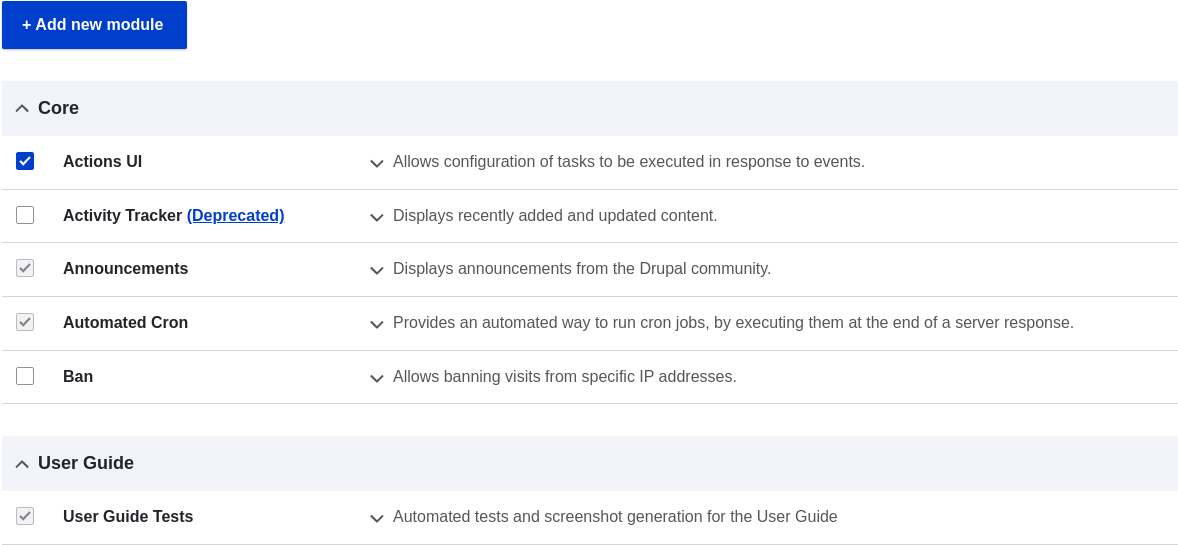 + Add new module
Core
Actions UI Allows configuration of tasks to be executed in response to events.
Activity Tracker (Deprecated) Displays recently added and updated content.
Announcements Displays announcements from the Drupal community.
Automated Cron Provides an automated way to run cron jobs, by executing them at the end of a server response.
Ban Allows banning visits from specific IP addresses.
User Guide
User Guide Tests Automated tests and screenshot generation for the User Guide